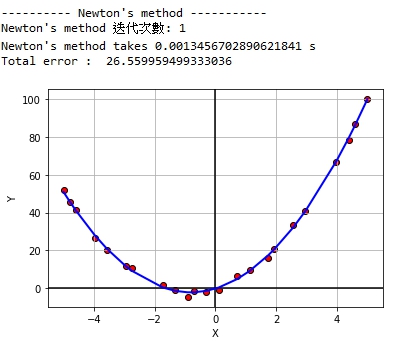 ---------- Newton's method -----------
Newton's method 迭代次數: 1
Newton's method takes 0.0013456702890621841 s
Total error :  26.559959499333036
100
80
60
40
20
0
Y
−4 −2 0 2 4
X